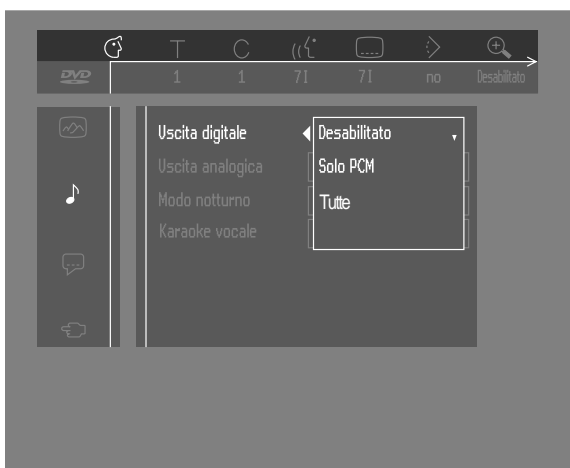 T C
DVD 1 1 7I 7I no Desabilitato
Uscita digitale Desabilitato
Uscita analogica Solo PCM
Modo notturno Tutte
Karaoke vocale